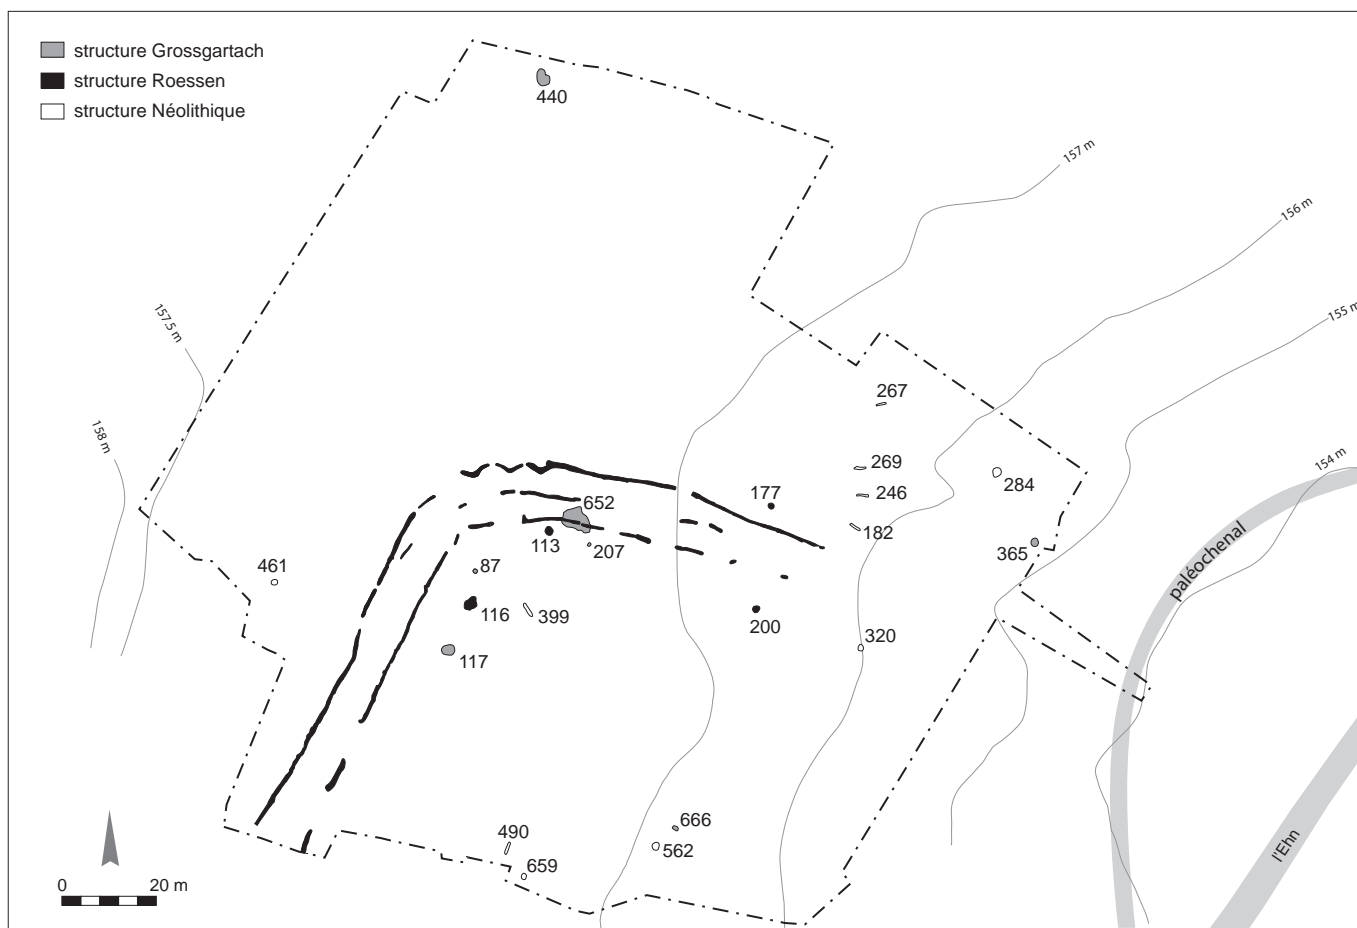 structure Grossgartach
structure Roessen
structure Néolithique
440
157 m
156 m
155 m
157.5 m
158 m
154 m
267
269
246
284
177
182
652
113
207
365
paléochenal
461
87
116
399
200
320
117
666
562
490
659
l'Ehn
0 20 m